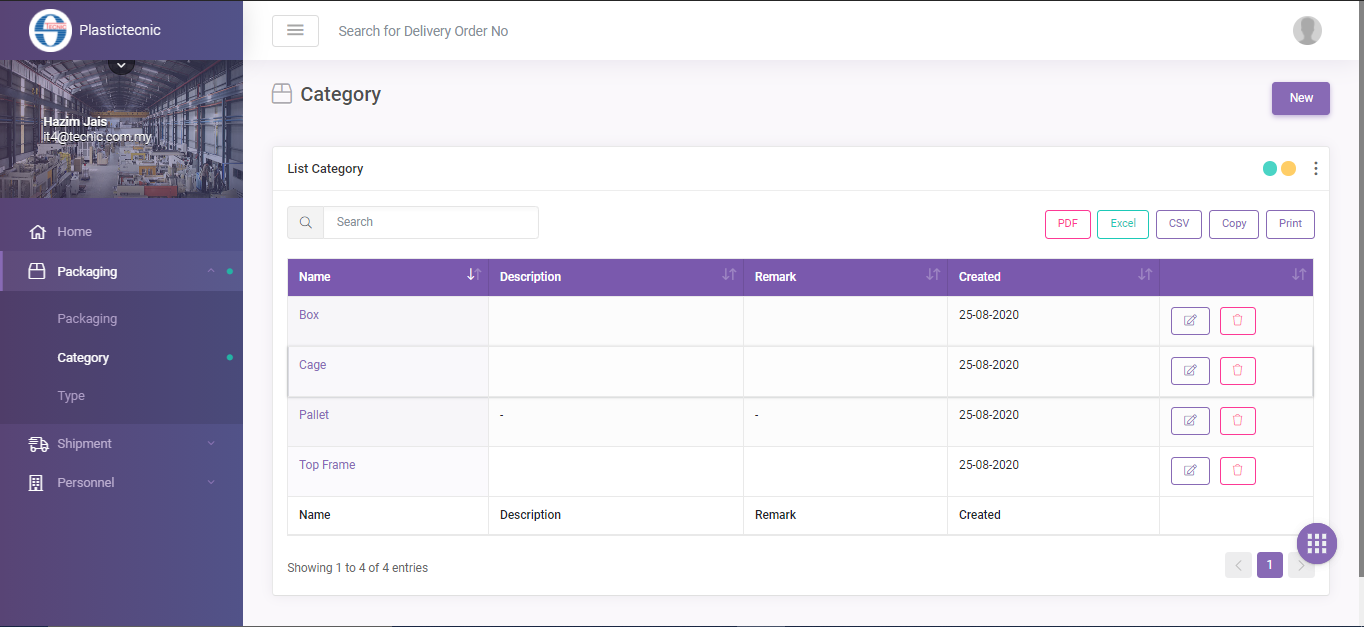 TECNIC
Plastictecnic
Search for Delivery Order No
Hazim Jais
it4@tecnic.com.my
Home
Packaging
Packaging
Category
Type
Shipment
Personnel
Category
New
List Category
Search
PDF Excel CSV Copy Print
Name Description Remark Created
Box 25-08-2020
Cage 25-08-2020
Pallet - - 25-08-2020
Top Frame 25-08-2020
Name Description Remark Created
Showing 1 to 4 of 4 entries
1